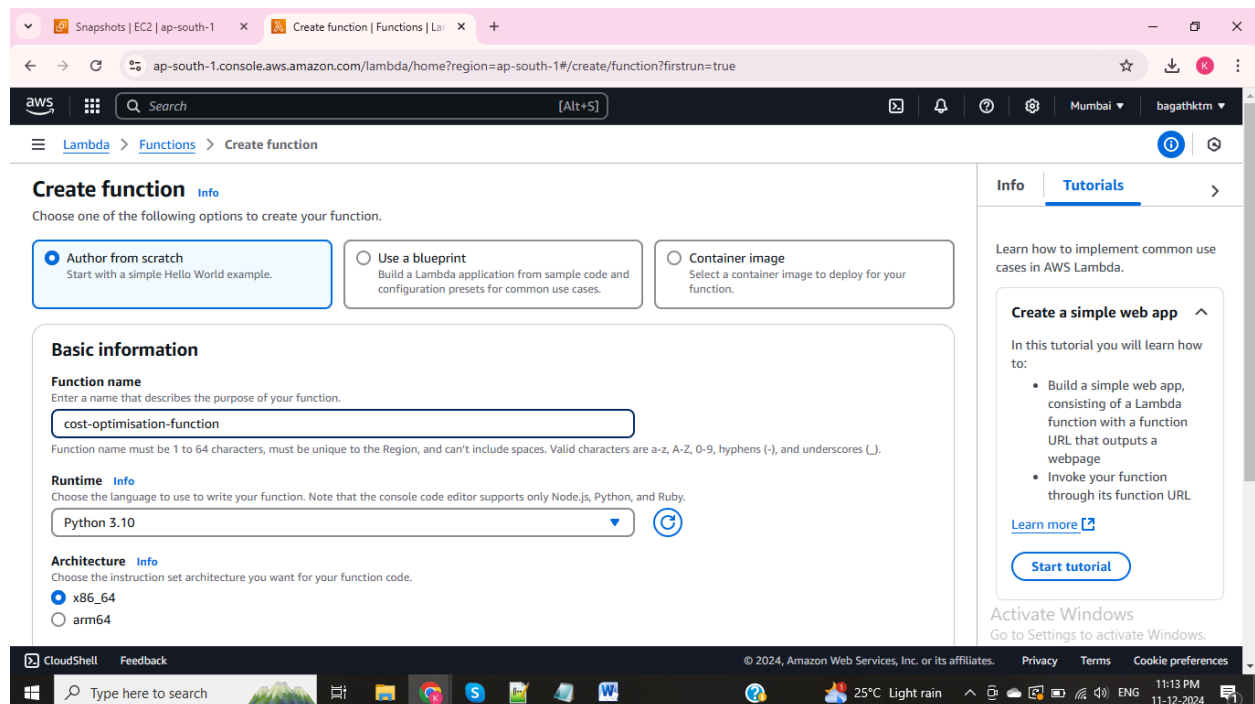 Snapshots | EC2 | ap-south-1
Create function | Functions | La
ap-south-1.console.aws.amazon.com/lambda/home?region=ap-south-1#/create/function?firstrun=true
K
aws
Search
[Alt+S]
Mumbai
bagathktm
Lambda > Functions > Create function
Create function Info
Choose one of the following options to create your function.
Author from scratch
Start with a simple Hello World example.
Use a blueprint
Build a Lambda application from sample code and
configuration presets for common use cases.
Container image
Select a container image to deploy for your
function.
Basic information
Function name
Enter a name that describes the purpose of your function.
cost-optimisation-function
Function name must be 1 to 64 characters, must be unique to the Region, and can't include spaces. Valid characters are a-z, A-Z, 0-9, hyphens (-), and underscores (_).
Runtime Info
Choose the language to use to write your function. Note that the console code editor supports only Node.js, Python, and Ruby.
Python 3.10
Architecture Info
Choose the instruction set architecture you want for your function code.
x86_64
arm64
Info
Tutorials
Learn how to implement common use
cases in AWS Lambda.
Create a simple web app
In this tutorial you will learn how
to:
• Build a simple web app,
consisting of a Lambda
function with a function
URL that outputs a
webpage
• Invoke your function
through its function URL
Learn more
Start tutorial
Activate Windows
Go to Settings to activate Windows.
CloudShell Feedback
© 2024, Amazon Web Services, Inc. or its affiliates. Privacy Terms Cookie preferences
Type here to search
25°C Light rain
ENG
11:13 PM
11-12-2024